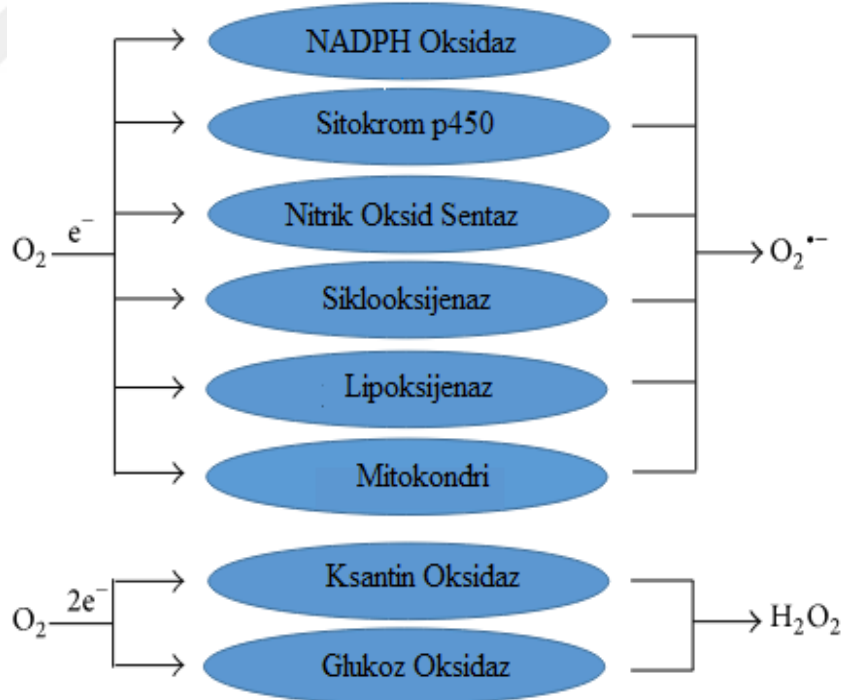 NADPH Oksidaz
Sitokrom p450
Nitrik Oksid Sentaz
O₂ e⁻
O₂•⁻
Siklooksijenaz
Lipoksijenaz
Mitokondri
Ksantin Oksidaz
O₂ 2e⁻
H₂O₂
Glukoz Oksidaz